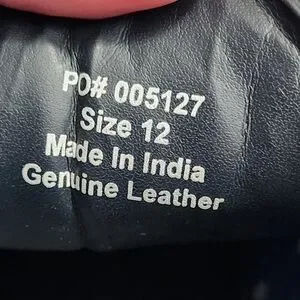 PO# 005127
Size 12
Made In India
Genuine Leather